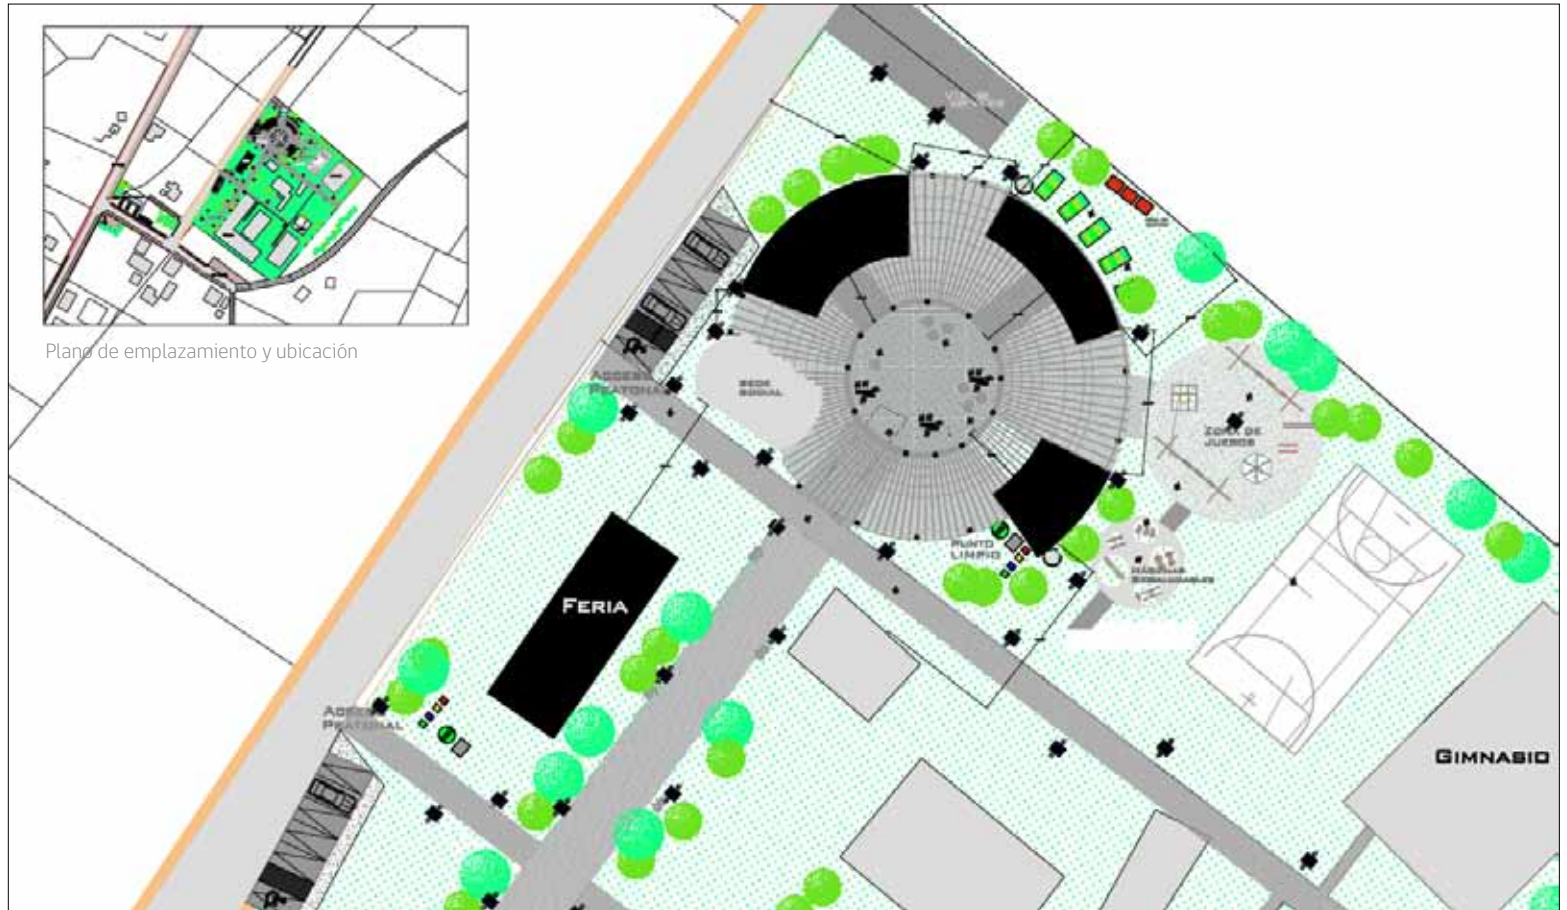 Plano de emplazamiento y ubicación
Acceso
Peatonal
Sede
Social
Zona de
Juegos
Punto
Limpio
Máquinas
Feria
Acceso
Peatonal
Gimnasio